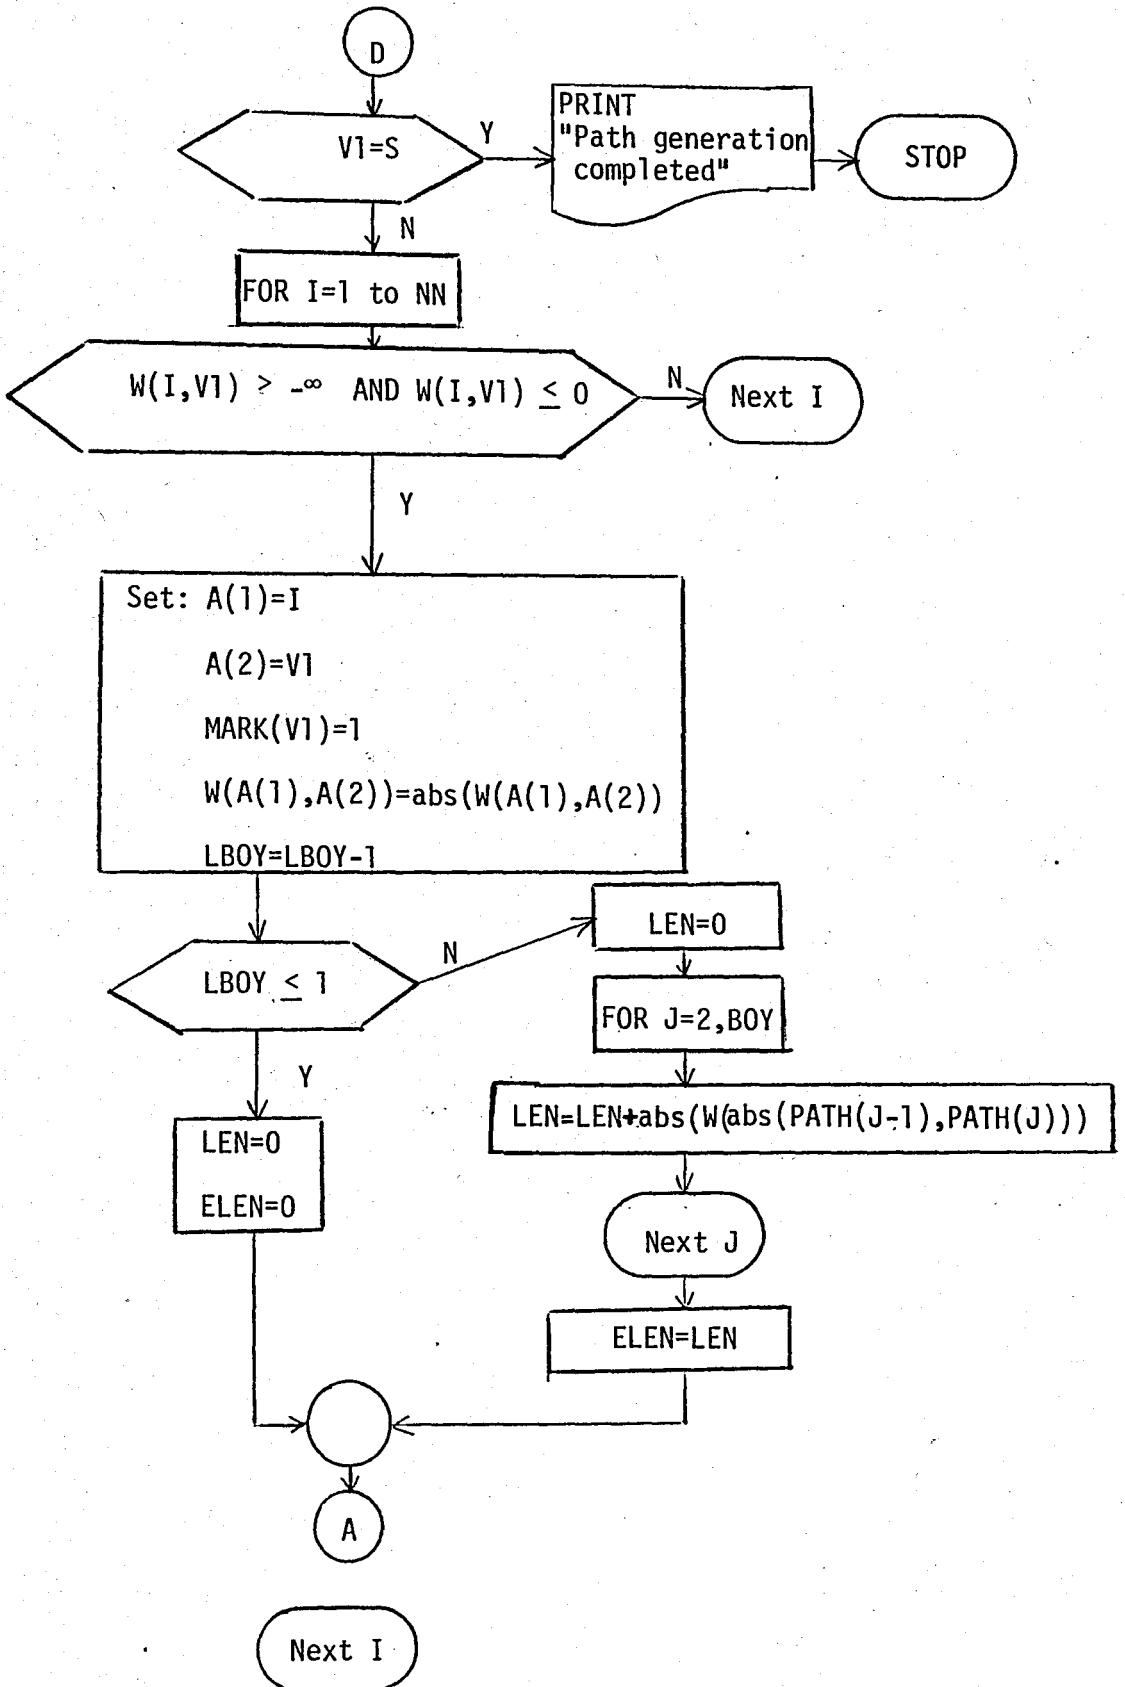 D
V1=S
Y
PRINT
"Path generation
completed"
STOP
N
FOR I=1 to NN
W(I,V1) > -∞ AND W(I,V1) ≤ 0
N
Next I
Y
Set: A(1)=I
A(2)=V1
MARK(V1)=1
W(A(1),A(2))=abs(W(A(1),A(2))
LBOY=LBOY-1
LBOY ≤ 1
N
LEN=0
FOR J=2,BOY
LEN=LEN+abs(W(abs(PATH(J-1),PATH(J)))
Next J
ELEN=LEN
Y
LEN=0
ELEN=0
A
Next I